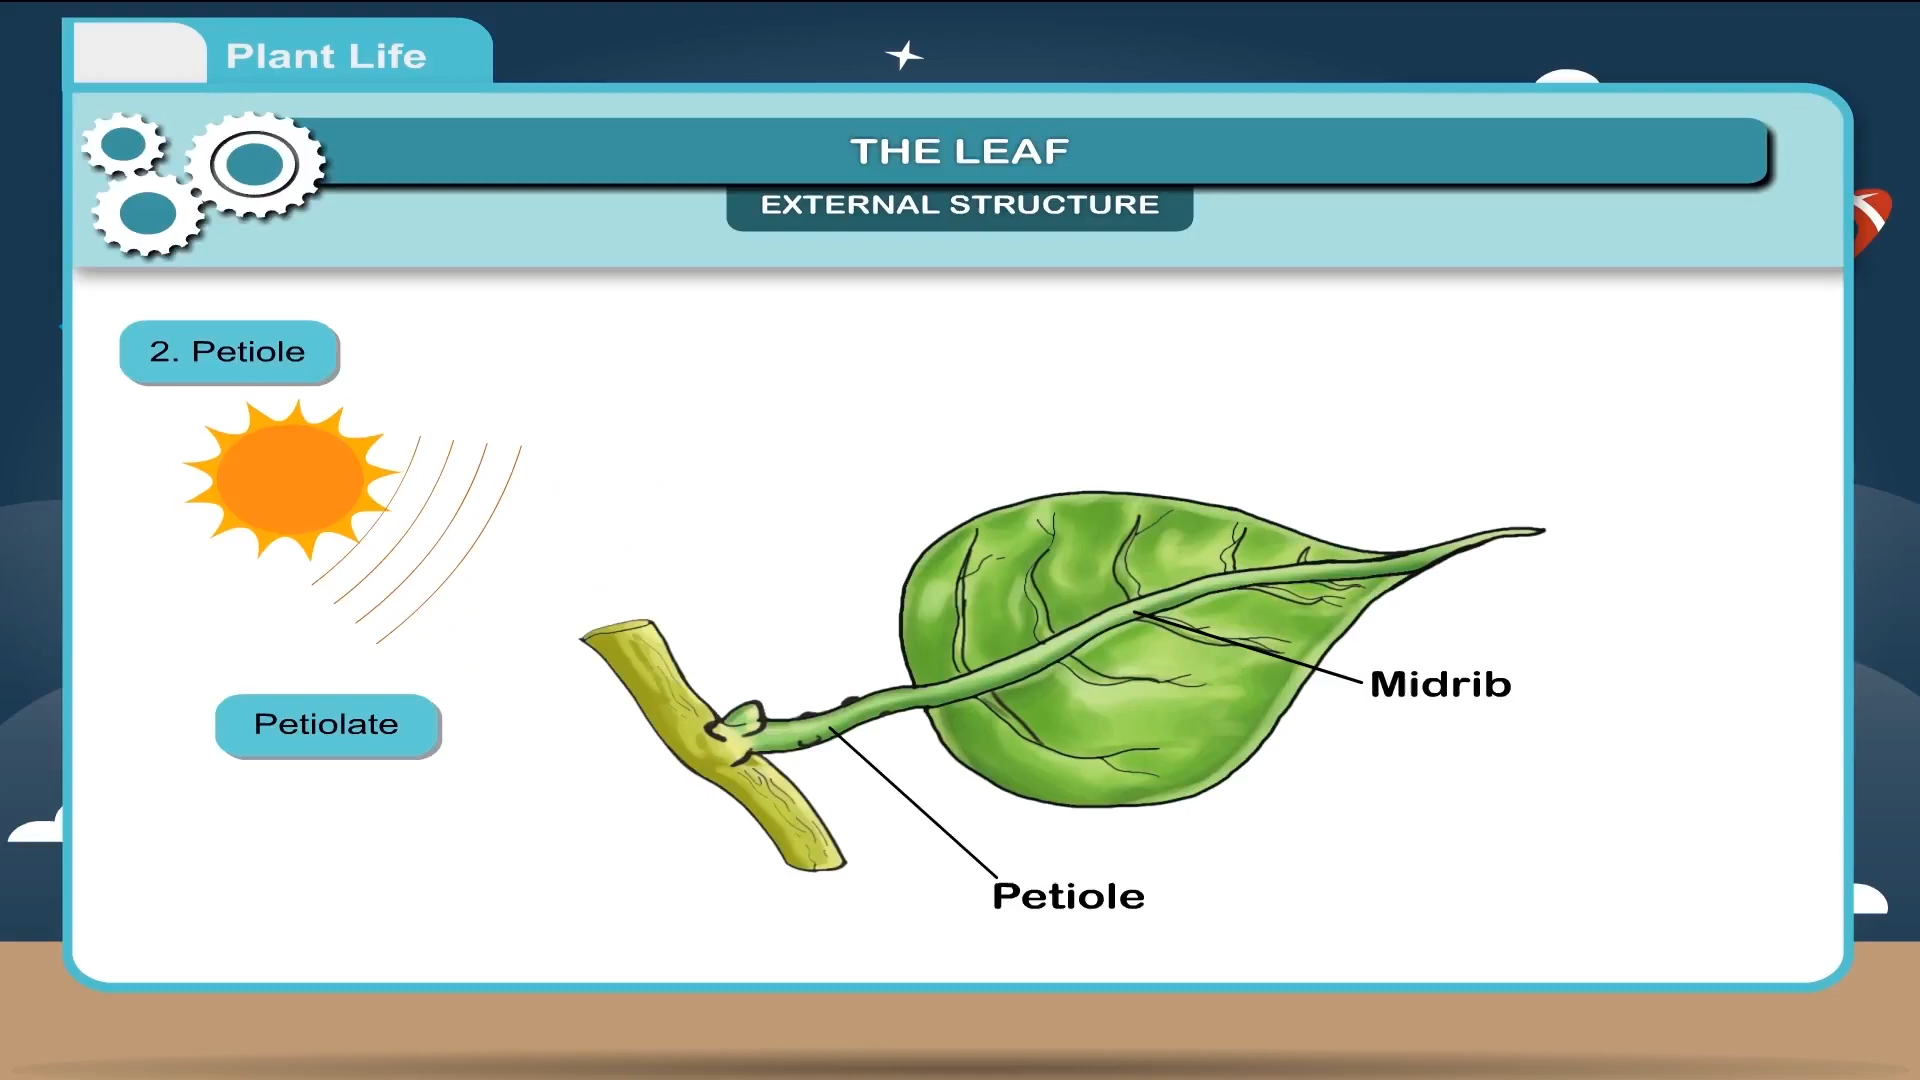 Plant Life
THE LEAF
EXTERNAL STRUCTURE
2. Petiole
Petiolate
Midrib
Petiole